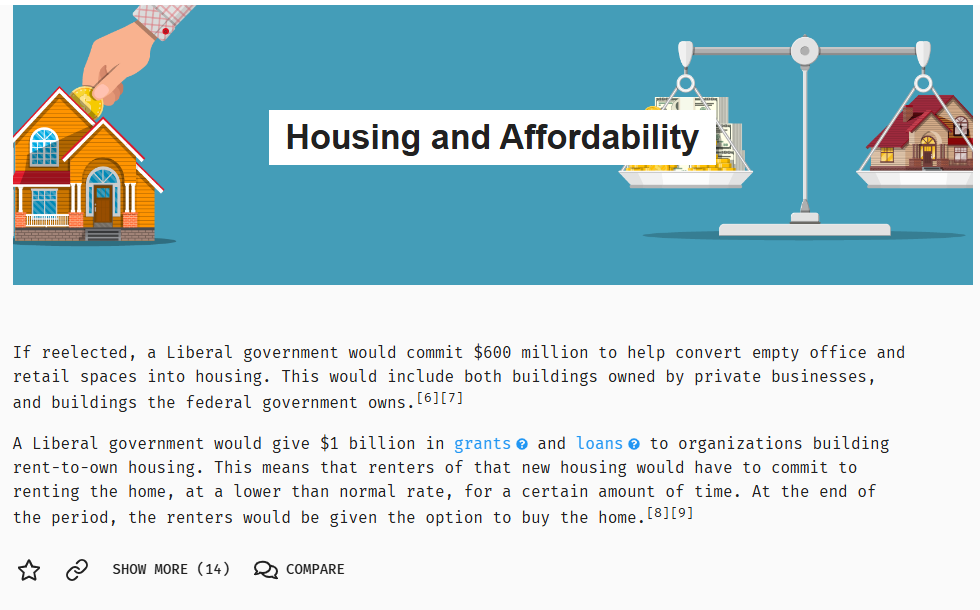 Housing and Affordability
If reelected, a Liberal government would commit $600 million to help convert empty office and
retail spaces into housing. This would include both buildings owned by private businesses,
and buildings the federal government owns.[6][7]
A Liberal government would give $1 billion in grants ? and loans ? to organizations building
rent-to-own housing. This means that renters of that new housing would have to commit to
renting the home, at a lower than normal rate, for a certain amount of time. At the end of
the period, the renters would be given the option to buy the home.[8][9]
SHOW MORE (14) COMPARE